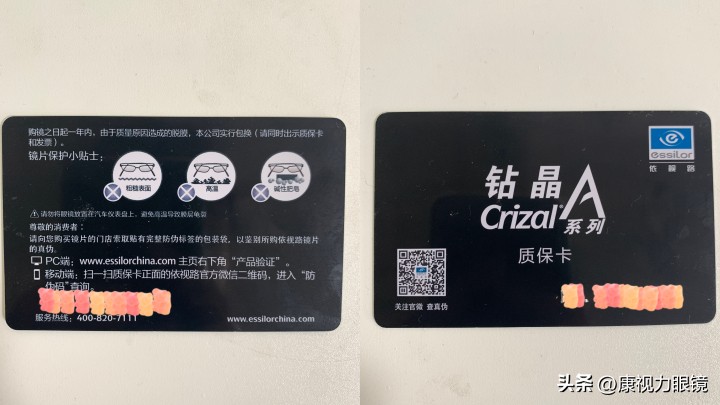 购镜之日起一年内，由于质量原因造成的脱膜，本公司实行包换（请同时出示质保卡
和发票）。
镜片保护小贴士：
粗糙表面
高温
碱性肥皂
请勿将眼镜放置在汽车仪表盘上，避免高温导致膜层龟裂
尊敬的消费者：
请向您购买镜片的门店索取贴有完整防伪标签的包装袋，以鉴别所购依视路镜片
的真伪。
PC端：www.essilorchina.com 主页右下角“产品验证”。
移动端：扫一扫质保卡正面的依视路官方微信二维码，进入“防
伪码”查询。
服务热线：400-820-7111
www.essilorchina.com
essilor
依视路
钻晶A
Crizal 系列
质保卡
关注官微 查真伪
头条 @康视力眼镜